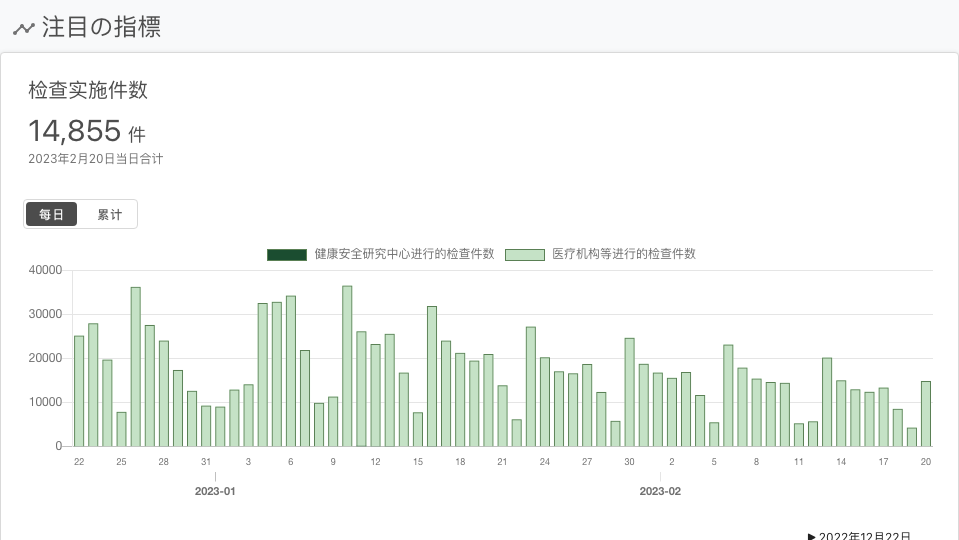 注目の指標
检查实施件数
14,855 件
2023年2月20日当日合计
每日 累计
健康安全研究中心进行的检查件数 医疗机构等进行的检查件数
40000
30000
20000
10000
0
22 25 28 31 3 6 9 12 15 18 21 24 27 30 2 5 8 11 14 17 20
2023-01 2023-02
▶ 2022年12月22日